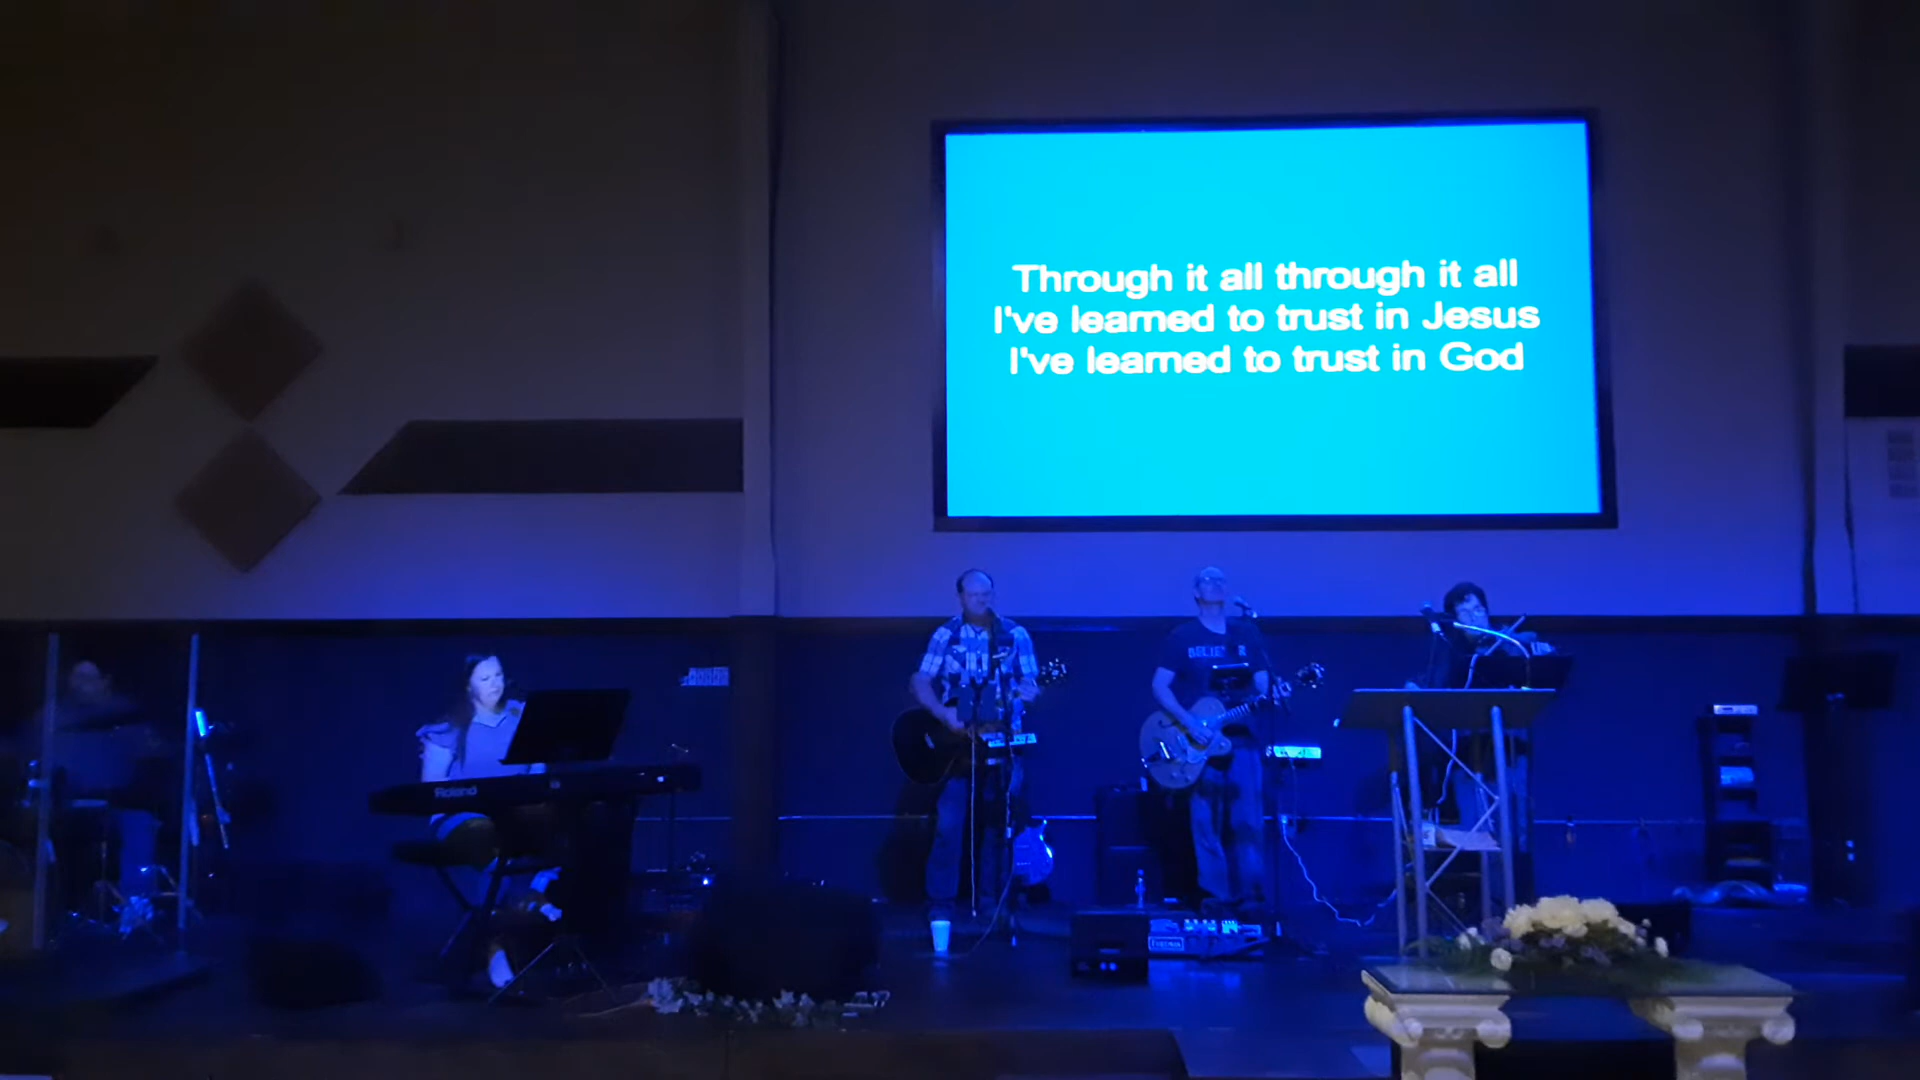 Through it all through it all
I've learned to trust in Jesus
I've learned to trust in God
Roland